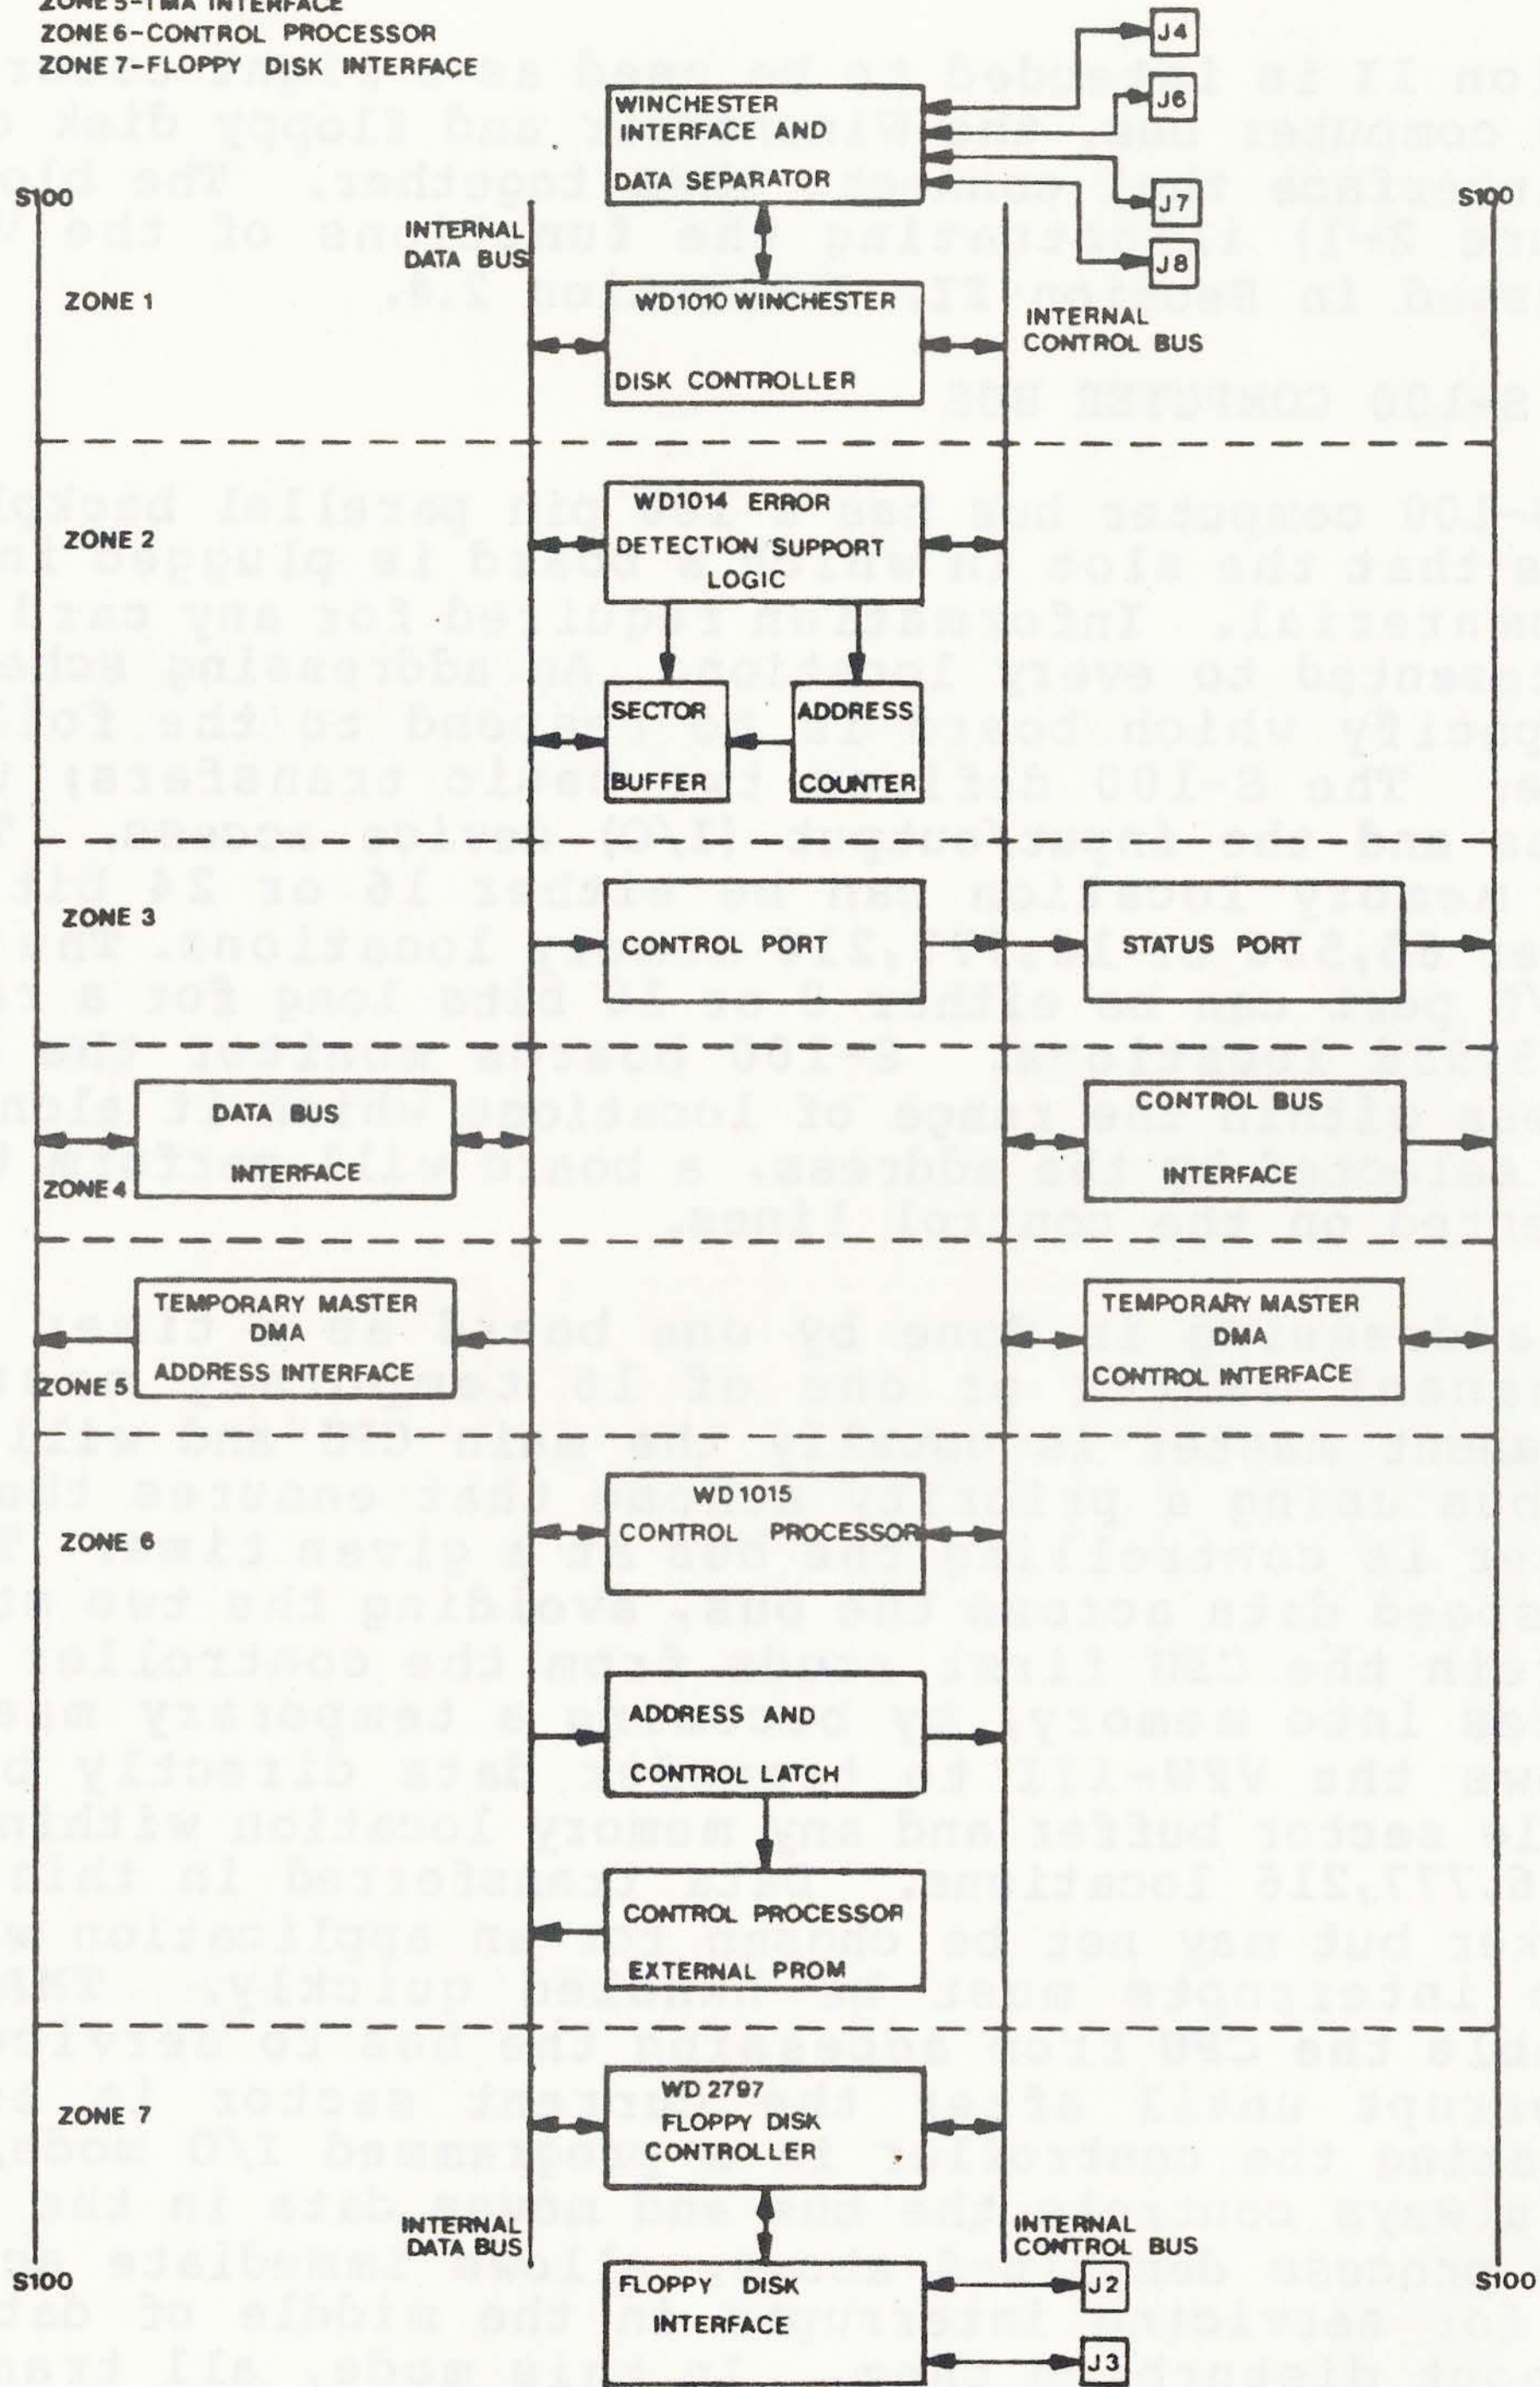 ZONE 5-TMA INTERFACE
ZONE 6-CONTROL PROCESSOR
ZONE 7-FLOPPY DISK INTERFACE
J4
J6
J7
J8
WINCHESTER
INTERFACE AND
DATA SEPARATOR
S100
S100
INTERNAL
DATA BUS
ZONE 1
WD1010 WINCHESTER
DISK CONTROLLER
INTERNAL
CONTROL BUS
ZONE 2
WD1014 ERROR
DETECTION SUPPORT
LOGIC
SECTOR
BUFFER
ADDRESS
COUNTER
ZONE 3
CONTROL PORT
STATUS PORT
DATA BUS
INTERFACE
ZONE 4
CONTROL BUS
INTERFACE
TEMPORARY MASTER
DMA
ADDRESS INTERFACE
ZONE 5
TEMPORARY MASTER
DMA
CONTROL INTERFACE
ZONE 6
WD1015
CONTROL PROCESSOR
ADDRESS AND
CONTROL LATCH
CONTROL PROCESSOR
EXTERNAL PROM
ZONE 7
WD 2797
FLOPPY DISK
CONTROLLER
INTERNAL
DATA BUS
INTERNAL
CONTROL BUS
S100
S100
FLOPPY DISK
INTERFACE
J2
J3